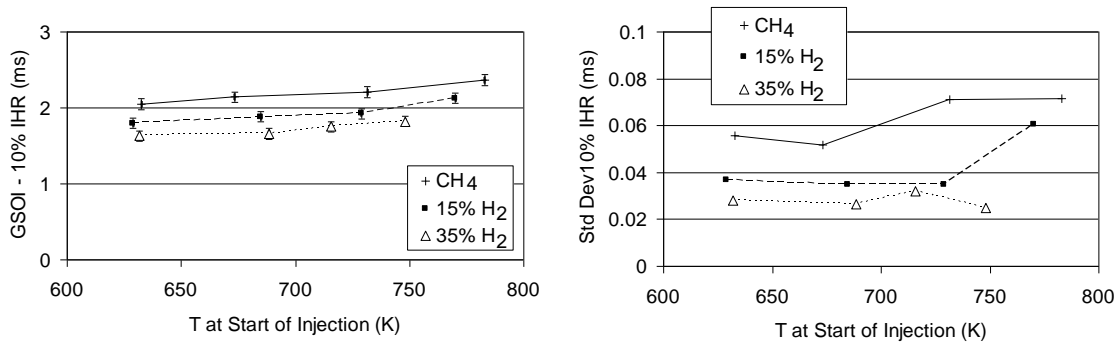 3
2
1
0
GSOI - 10% IHR (ms)
CH4
15% H2
35% H2
600 650 700 750 800
T at Start of Injection (K)
0.1
0.08
0.06
0.04
0.02
0
Std Dev10% IHR (ms)
CH4
15% H2
35% H2
600 650 700 750 800
T at Start of Injection (K)